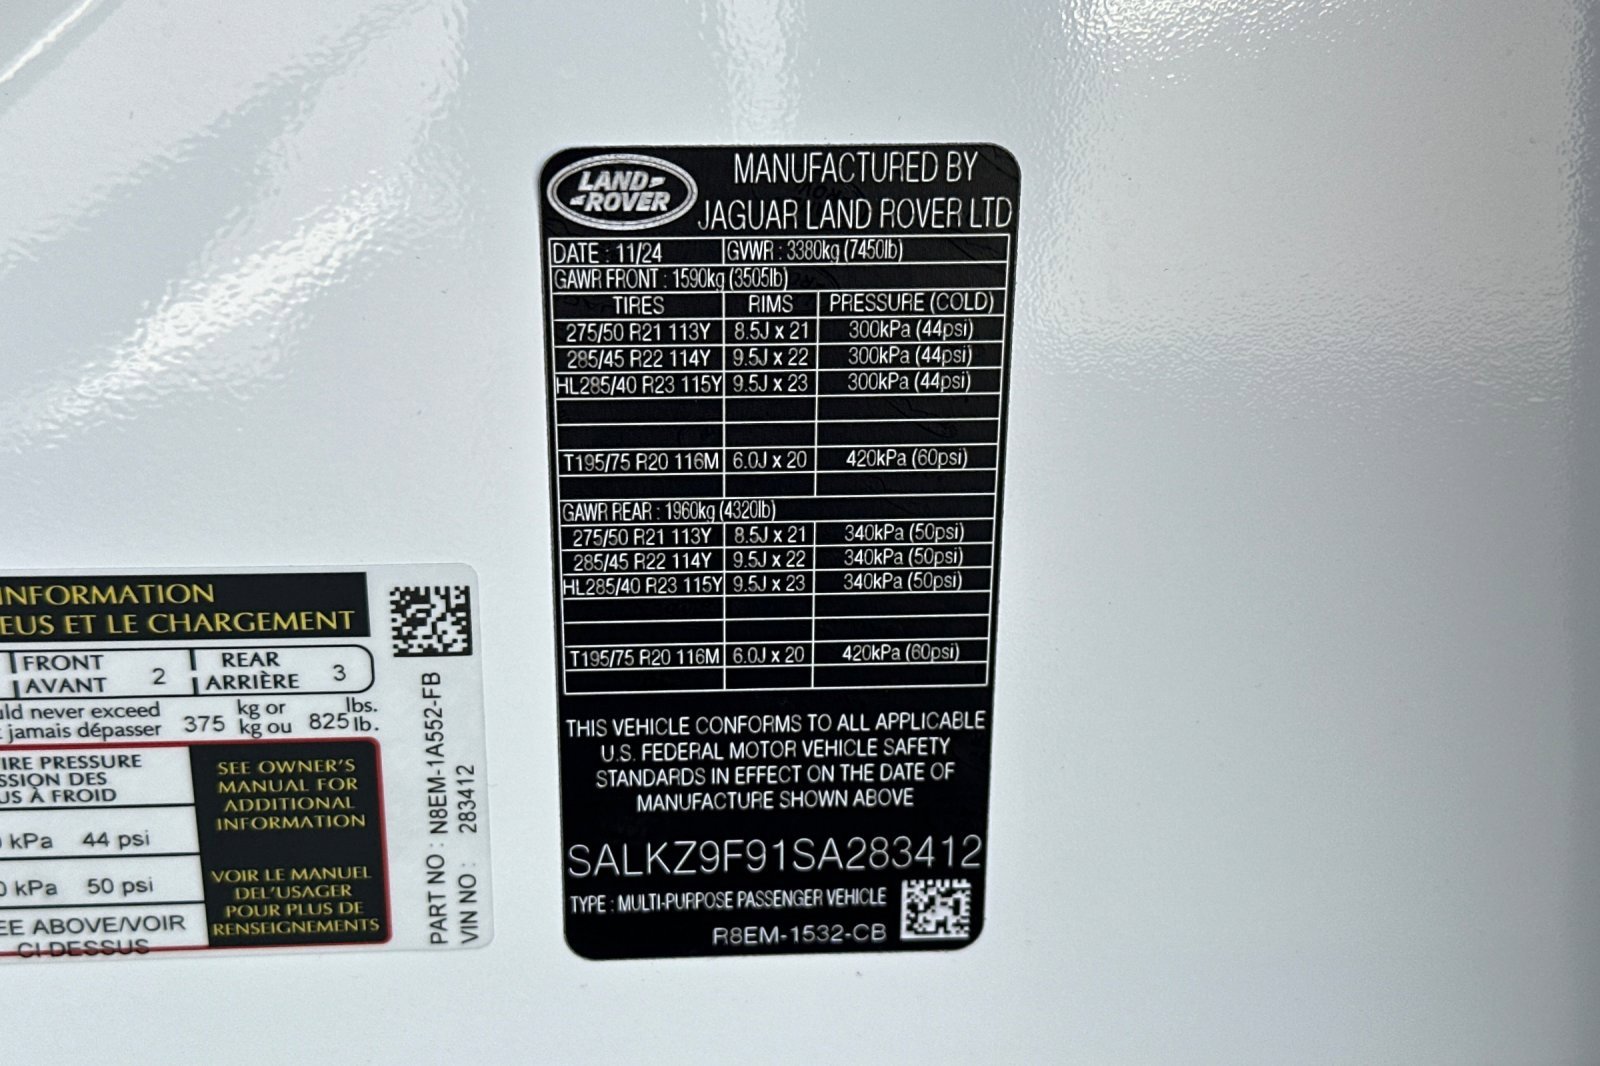 LAND
ROVER
MANUFACTURED BY
JAGUAR LAND ROVER LTD
DATE : 11/24 GVWR : 3380kg (7450lb)
GAWR FRONT : 1590kg (3505lb)
TIRES RIMS PRESSURE (COLD)
275/50 R21 113Y 8.5J x 21 300kPa (44psi)
285/45 R22 114Y 9.5J x 22 300kPa (44psi)
HL285/40 R23 115Y 9.5J x 23 300kPa (44psi)
T195/75 R20 116M 6.0J x 20 420kPa (60psi)
GAWR REAR : 1960kg (4320lb)
275/50 R21 113Y 8.5J x 21 340kPa (50psi)
285/45 R22 114Y 9.5J x 22 340kPa (50psi)
HL285/40 R23 115Y 9.5J x 23 340kPa (50psi)
T195/75 R20 116M 6.0J x 20 420kPa (60psi)
THIS VEHICLE CONFORMS TO ALL APPLICABLE
U.S. FEDERAL MOTOR VEHICLE SAFETY
STANDARDS IN EFFECT ON THE DATE OF
MANUFACTURE SHOWN ABOVE
SALKZ9F91SA283412
TYPE : MULTI-PURPOSE PASSENGER VEHICLE
R8EM-1532-CB
INFORMATION
EUS ET LE CHARGEMENT
FRONT 2 REAR 3
AVANT ARRIÈRE
ld never exceed 375 kg or 825 lbs.
jamais dépasser kg ou lb.
IRE PRESSURE
SSION DES
US À FROID
kPa 44 psi
0 kPa 50 psi
EE ABOVE/VOIR
CI DESSUS
SEE OWNER'S
MANUAL FOR
ADDITIONAL
INFORMATION
VOIR LE MANUEL
DEL'USAGER
POUR PLUS DE
RENSEIGNEMENTS
PART NO : N8EM-1A552-FB
VIN NO : 283412